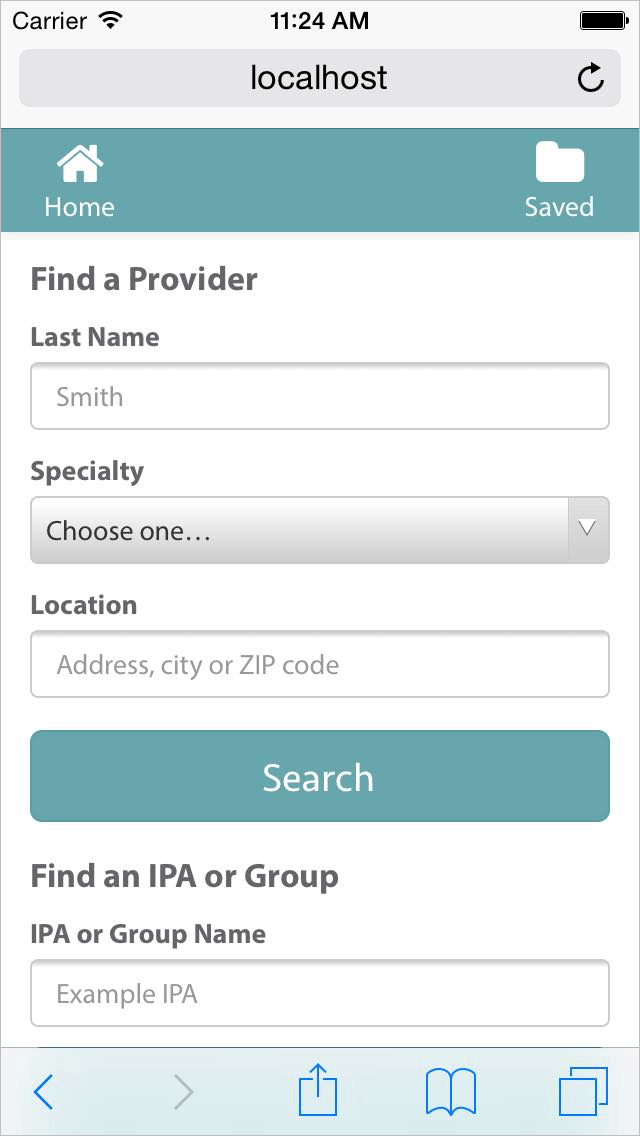 Carrier 11:24 AM
localhost
Home Saved
Find a Provider
Last Name
Smith
Specialty
Choose one...
Location
Address, city or ZIP code
Search
Find an IPA or Group
IPA or Group Name
Example IPA